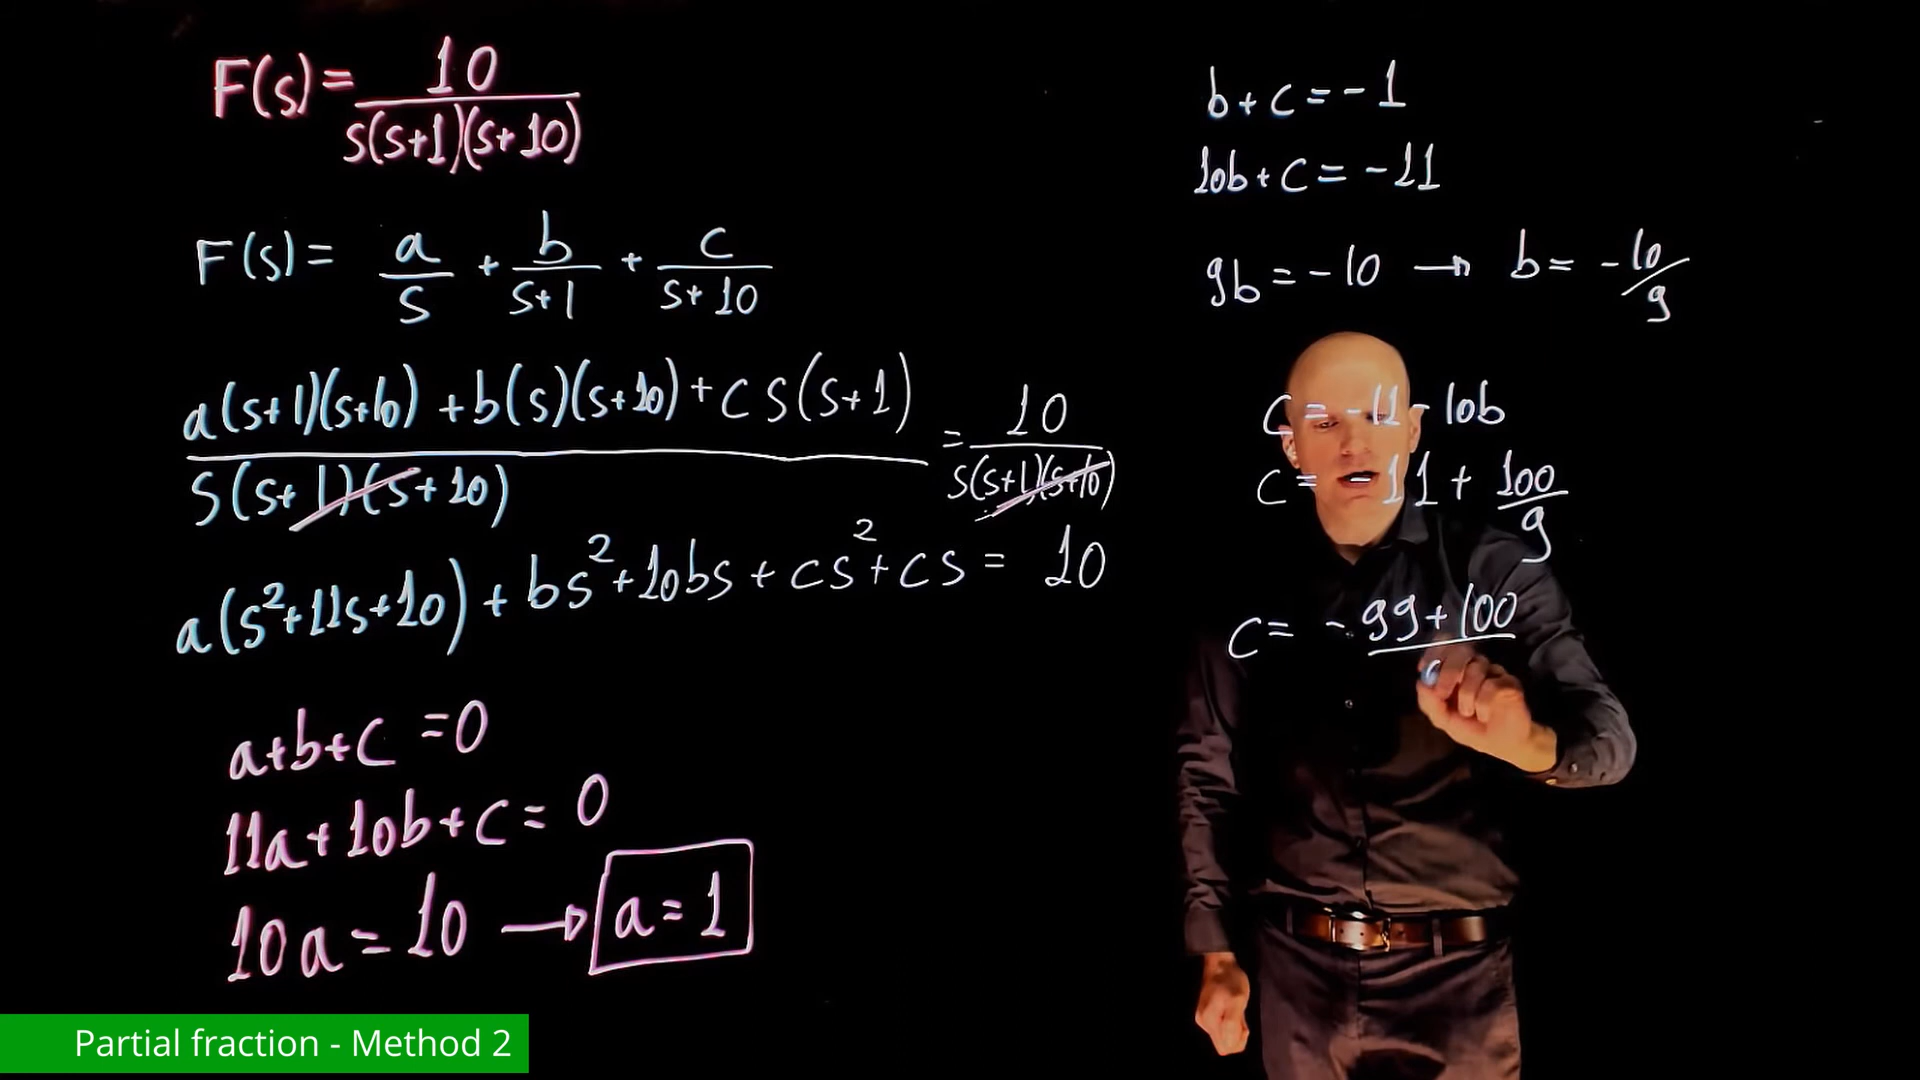 F(s)= 10/s(s+1)(s+10)
F(s)= a/s + b/s+1 + c/s+10
a(s+1)(s+10)+b(s)(s+10)+cs(s+1)/s(s+1)(s+10) = 10/s(s+1)(s+10)
a(s²+11s+10)+bs²+10bs+cs²+cs= 10
a+b+c =0
11a+10b+c= 0
10a=10 → a=1
b+c=-1
10b+c=-11
9b=-10 → b= -10/9
c=-11-10b
c=-11+ 100/9
c= -99+100
Partial fraction - Method 2